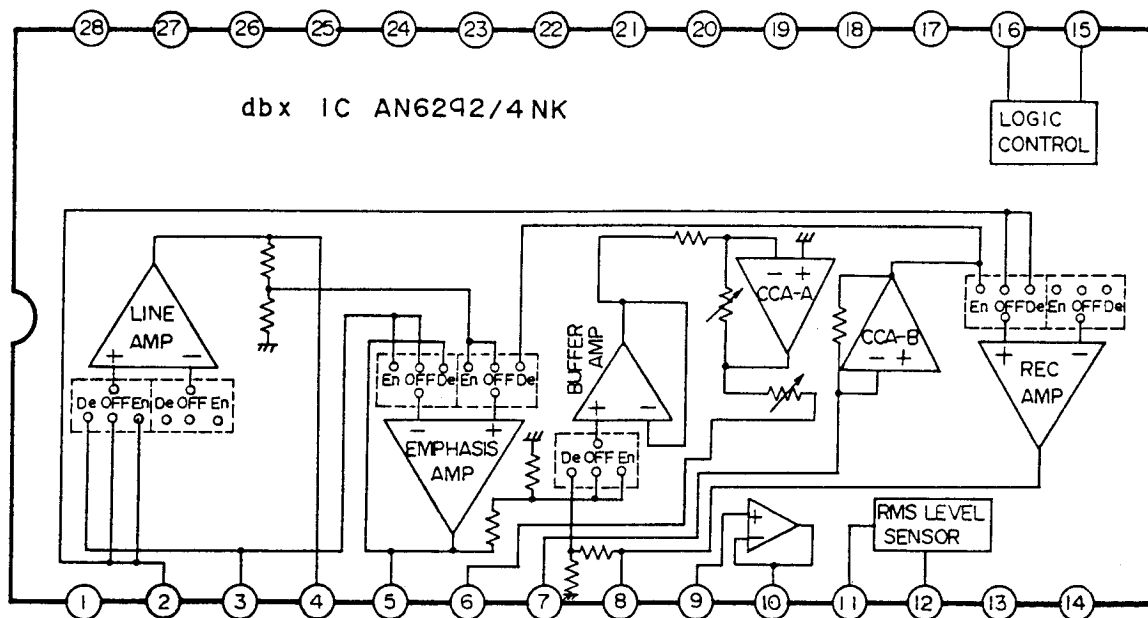 28 27 26 25 24 23 22 21 20 19 18 17 16 15
dbx IC AN6292/4NK
LOGIC
CONTROL
LINE
AMP
+ −
De OFF En De OFF En
En OFF De En OFF De
− +
EMPHASIS
AMP
BUFFER
AMP
+ −
De OFF En
− +
CCA-A
CCA-B
− +
En OFF De En OFF De
+ −
REC
AMP
+
−
RMS LEVEL
SENSOR
1 2 3 4 5 6 7 8 9 10 11 12 13 14